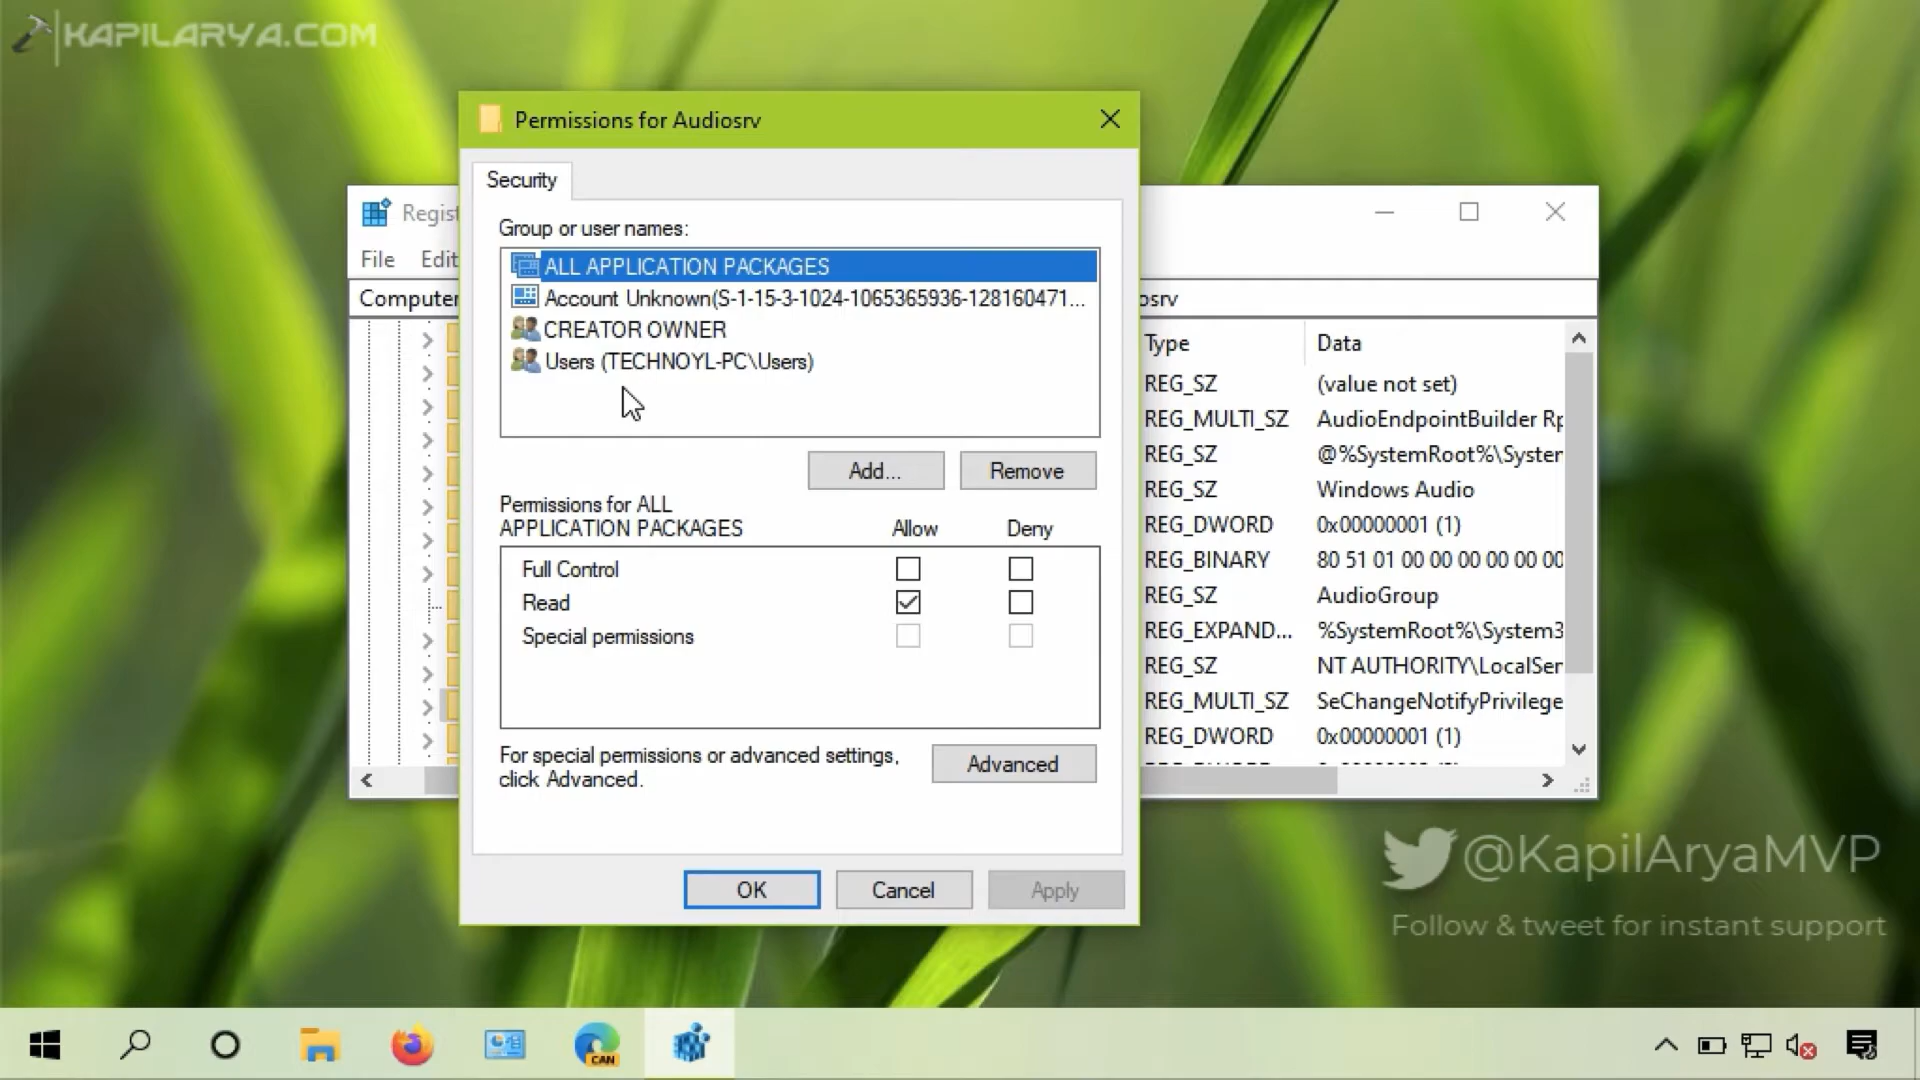 KAPILARYA.COM
Permissions for Audiosrv
Security
Group or user names:
ALL APPLICATION PACKAGES
Account Unknown(S-1-15-3-1024-1065365936-128160471...
CREATOR OWNER
Users (TECHNOYL-PC\Users)
Add...
Remove
Permissions for ALL
APPLICATION PACKAGES
Allow
Deny
Full Control
Read
Special permissions
For special permissions or advanced settings,
click Advanced.
Advanced
OK
Cancel
Apply
Regist
File
Edit
Computer
osrv
Type
Data
REG_SZ
(value not set)
REG_MULTI_SZ
AudioEndpointBuilder Rp
REG_SZ
@%SystemRoot%\System
REG_SZ
Windows Audio
REG_DWORD
0x00000001 (1)
REG_BINARY
80 51 01 00 00 00 00 00 00
REG_SZ
AudioGroup
REG_EXPAND...
%SystemRoot%\System3
REG_SZ
NT AUTHORITY\LocalSer
REG_MULTI_SZ
SeChangeNotifyPrivilege
REG_DWORD
0x00000001 (1)
@KapilAryaMVP
Follow & tweet for instant support
CAN